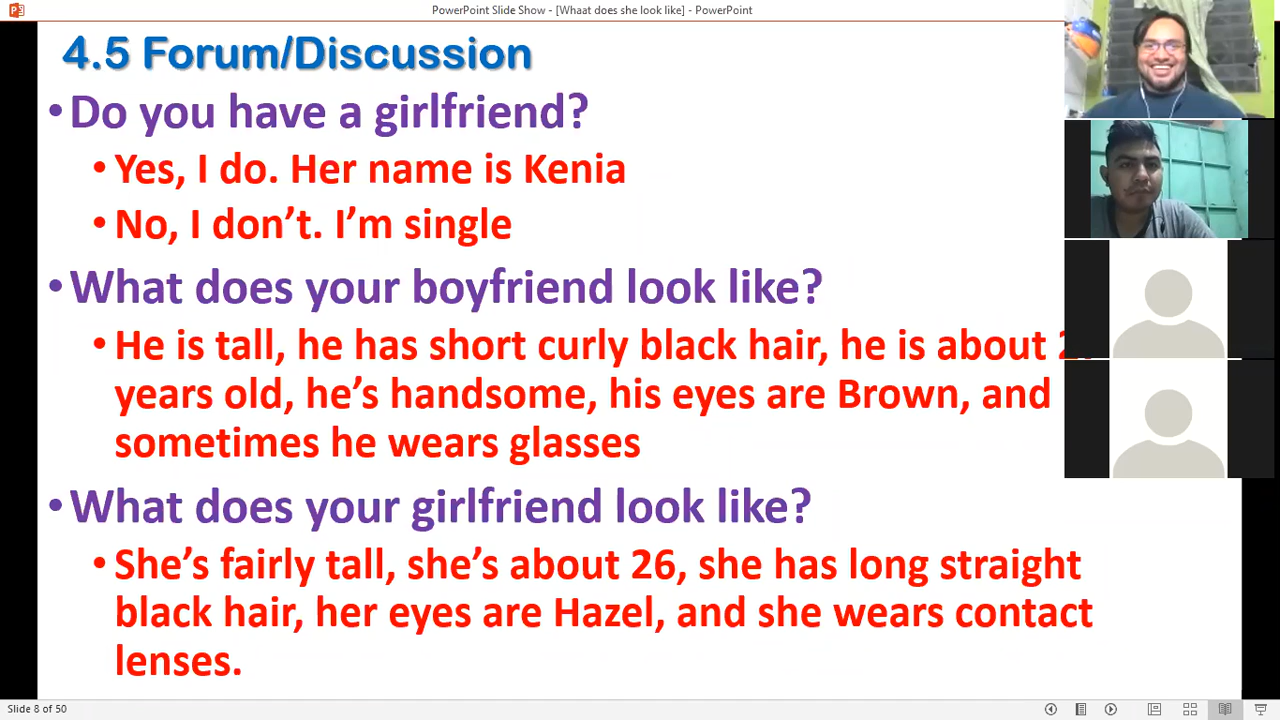 PowerPoint Slide Show - [Whaat does she look like] - PowerPoint
4.5 Forum/Discussion
•Do you have a girlfriend?
•Yes, I do. Her name is Kenia
•No, I don't. I'm single
•What does your boyfriend look like?
•He is tall, he has short curly black hair, he is about
years old, he's handsome, his eyes are Brown, and
sometimes he wears glasses
•What does your girlfriend look like?
•She's fairly tall, she's about 26, she has long straight
black hair, her eyes are Hazel, and she wears contact
lenses.
Slide 8 of 50